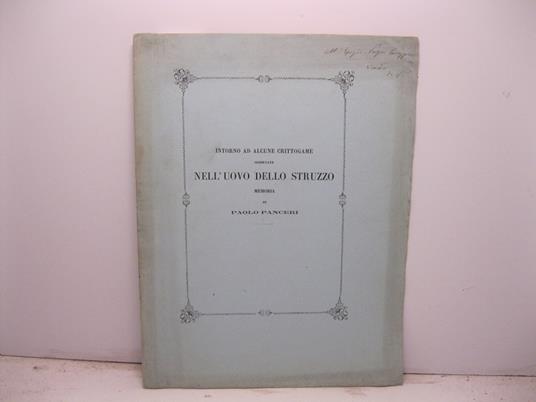 INTORNO AD ALCUNE CRITTOGAME
OSSERVATE
NELL'UOVO DELLO STRUZZO
MEMORIA
DI
PAOLO PANCERI